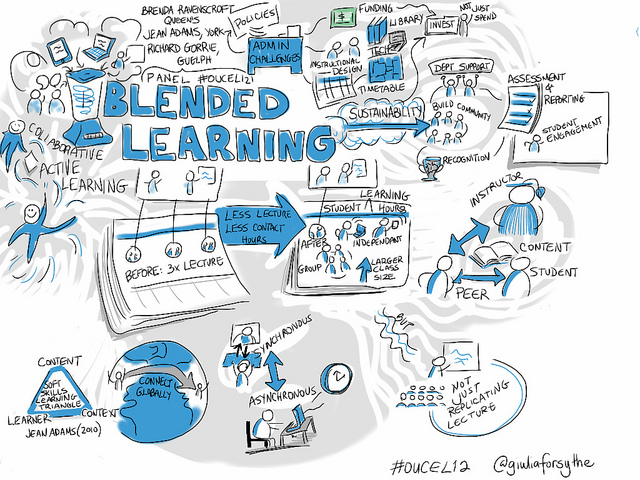 BRENDA RAVENSCROFT
QUEENS
JEAN ADAMS, YORK
RICHARD GORRIE,
GUELPH
PANEL #OUCEL12
POLICIES
ADMIN
CHALLENGES
FUNDING
LIBRARY
TECH
INSTRUCTIONAL
DESIGN
TIMETABLE
INVEST
NOT JUST
SPEND
BLENDED
LEARNING
SUSTAINABILITY
DEPT SUPPORT
BUILD COMMUNITY
RECOGNITION
ASSESSMENT
&
REPORTING
STUDENT
ENGAGEMENT
COLLABORATIVE
ACTIVE
LEARNING
BEFORE: 3x LECTURE
LESS LECTURE
LESS CONTACT
HOURS
LEARNING
STUDENT HOURS
AFTER
INDEPENDANT
GROUP
LARGER
CLASS
SIZE
INSTRUCTOR
CONTENT
STUDENT
PEER
CONTENT
SOFT
SKILLS
LEARNING
TRIANGLE
LEARNER
CONTEXT
JEAN ADAMS (2010)
CONNECT
GLOBALLY
SYNCHRONOUS
ASYNCHRONOUS
BUT
NOT
JUST
REPLICATING
LECTURE
#OUCEL12
@giuliaforsythe